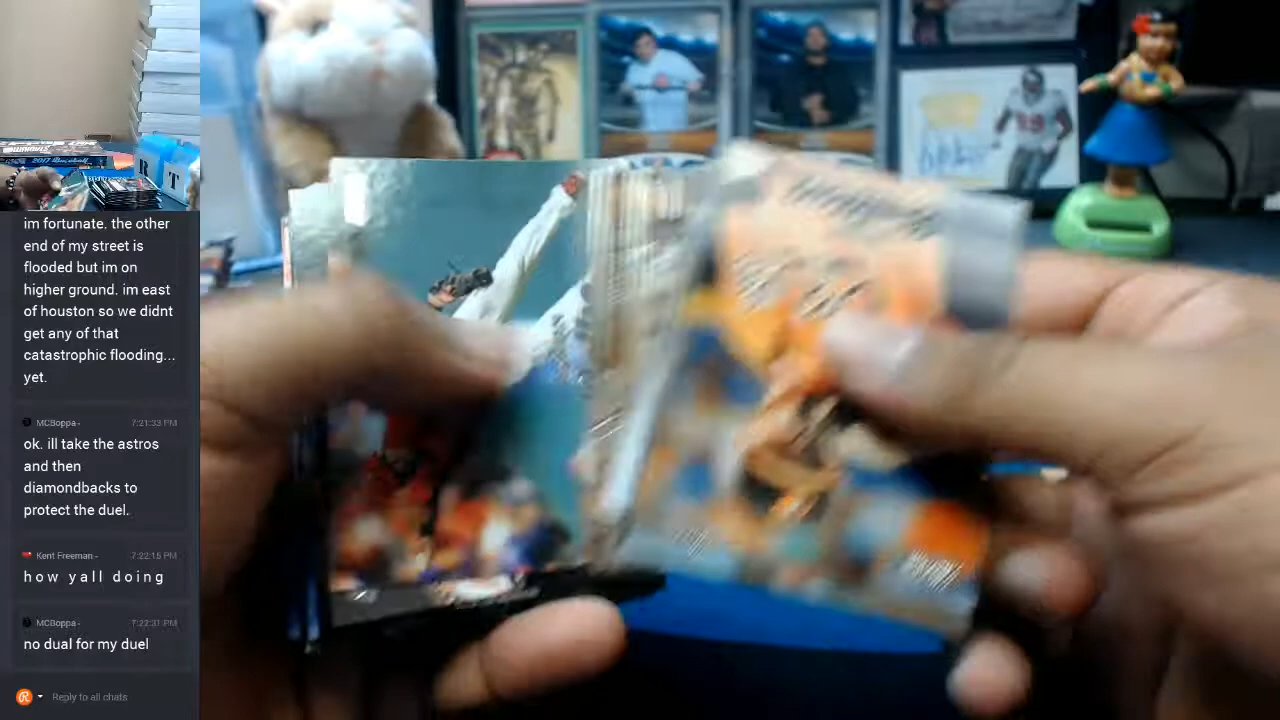 im fortunate. the other
end of my street is
flooded but im on
higher ground. im east
of houston so we didnt
get any of that
catastrophic flooding...
yet.
MCBoppa - 7:21:33 PM
ok. ill take the astros
and then
diamondbacks to
protect the duel.
Kent Freeman - 7:22:15 PM
h o w y a l l d o i n g
MCBoppa - 7:22:31 PM
no dual for my duel
Reply to all chats
R T